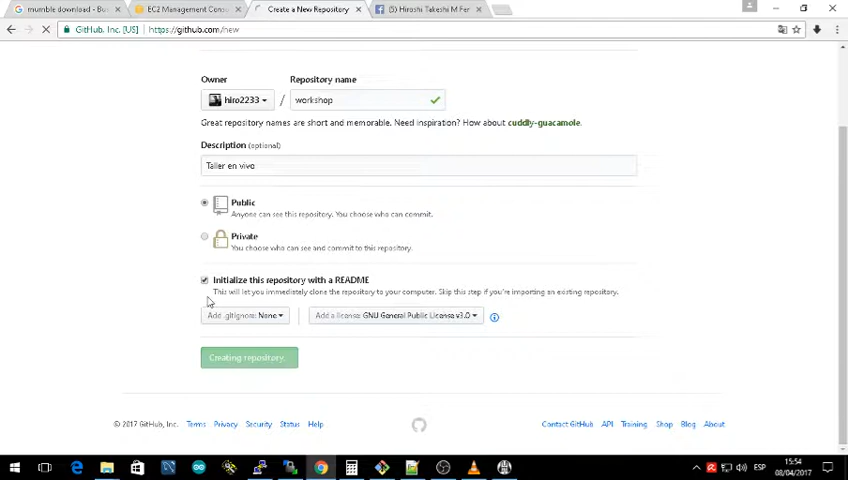 mumble download - Bu
EC2 Management Cons
Create a New Repository
(5) Hiroshi Takeshi M Fer
GitHub, Inc. [US]
https://github.com/new
Owner
Repository name
hiro2233
/
workshop
Great repository names are short and memorable. Need inspiration? How about cuddly-guacamole.
Description (optional)
Taller en vivo
Public
Anyone can see this repository. You choose who can commit.
Private
You choose who can see and commit to this repository.
Initialize this repository with a README
This will let you immediately clone the repository to your computer. Skip this step if you're importing an existing repository.
Add .gitignore: None
Add a license: GNU General Public License v3.0
Creating repository
© 2017 GitHub, Inc.
Terms
Privacy
Security
Status
Help
Contact GitHub
API
Training
Shop
Blog
About
ESP
15:54
08/04/2017